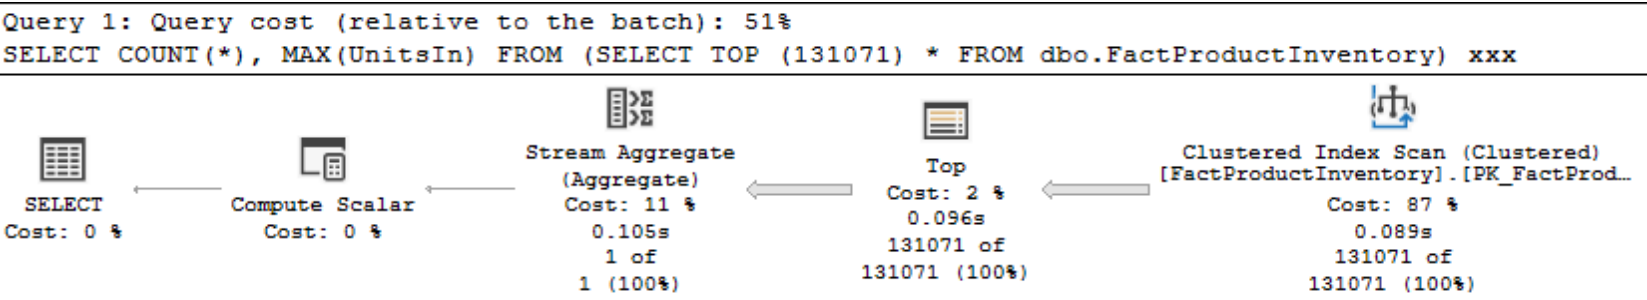 Query 1: Query cost (relative to the batch): 51%
SELECT COUNT(*), MAX(UnitsIn) FROM (SELECT TOP (131071) * FROM dbo.FactProductInventory) xxx
SELECT
Cost: 0 %
Compute Scalar
Cost: 0 %
Stream Aggregate
(Aggregate)
Cost: 11 %
0.105s
1 of
1 (100%)
Top
Cost: 2 %
0.096s
131071 of
131071 (100%)
Clustered Index Scan (Clustered)
[FactProductInventory].[PK_FactProd…
Cost: 87 %
0.089s
131071 of
131071 (100%)